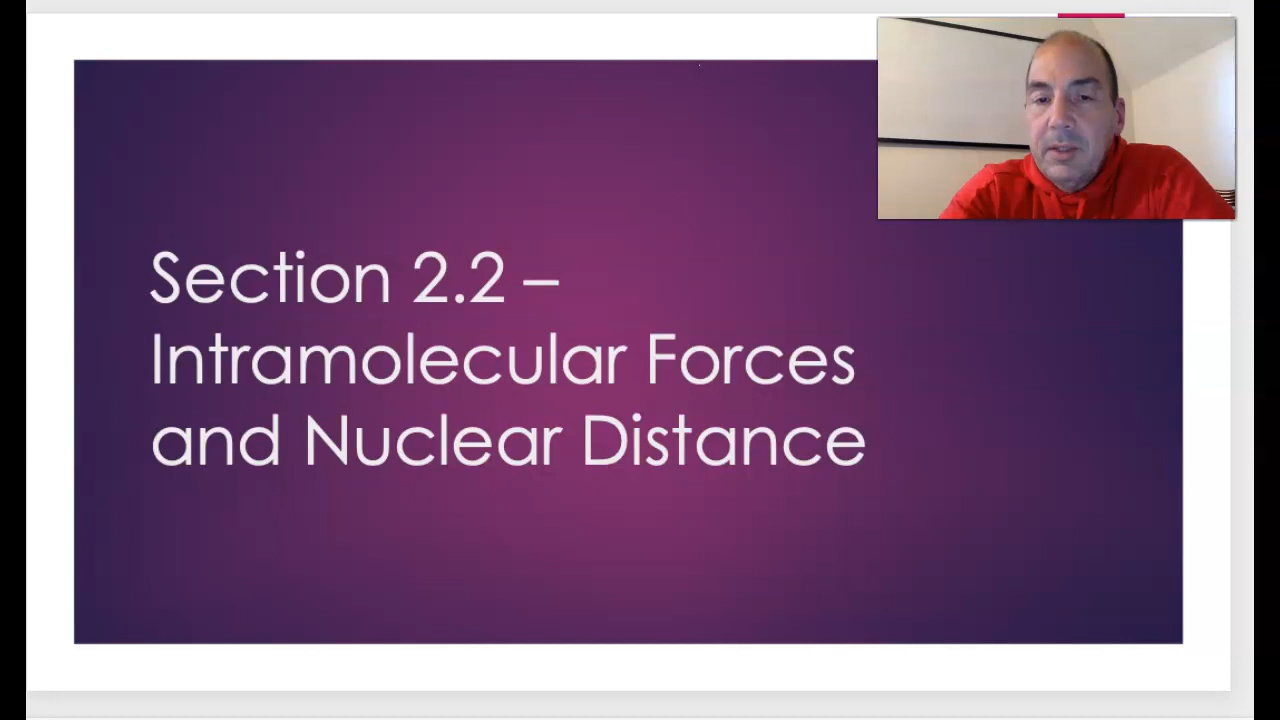 Section 2.2 –
Intramolecular Forces
and Nuclear Distance